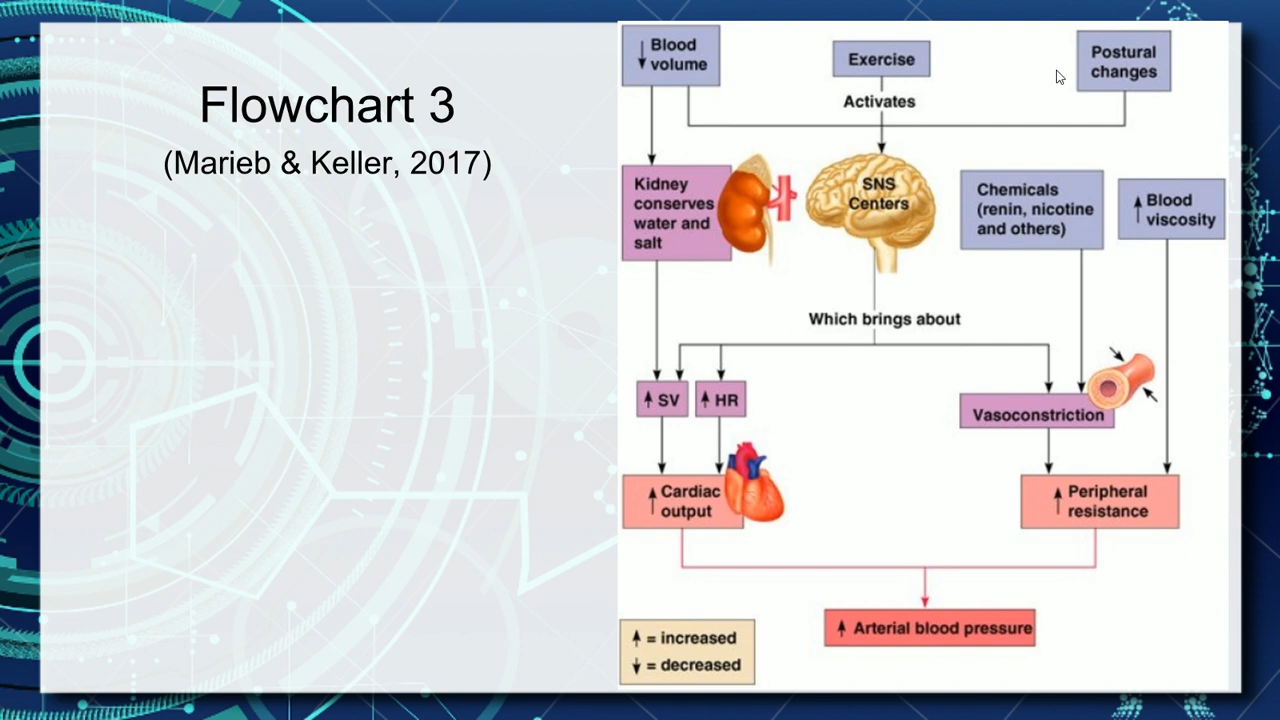 Flowchart 3
(Marieb & Keller, 2017)
↓ Blood
volume
Exercise
Postural
changes
Activates
Kidney
conserves
water and
salt
SNS
Centers
Chemicals
(renin, nicotine
and others)
↑ Blood
viscosity
Which brings about
↑ SV
↑ HR
Vasoconstriction
↑ Cardiac
output
↑ Peripheral
resistance
↑ Arterial blood pressure
↑ = increased
↓ = decreased